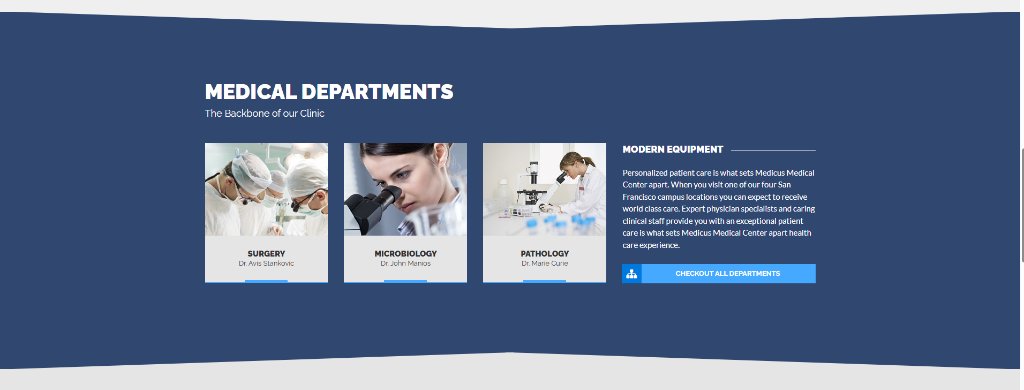 MEDICAL DEPARTMENTS
The Backbone of our Clinic
SURGERY
Dr. Avis Stankovic
MICROBIOLOGY
Dr. John Manios
PATHOLOGY
Dr. Marie Curie
MODERN EQUIPMENT
Personalized patient care is what sets Medicus Medical
Center apart. When you visit one of our four San
Francisco campus locations you can expect to receive
world class care. Expert physician specialists and caring
clinical staff provide you with an exceptional patient
care is what sets Medicus Medical Center apart health
care experience.
CHECKOUT ALL DEPARTMENTS